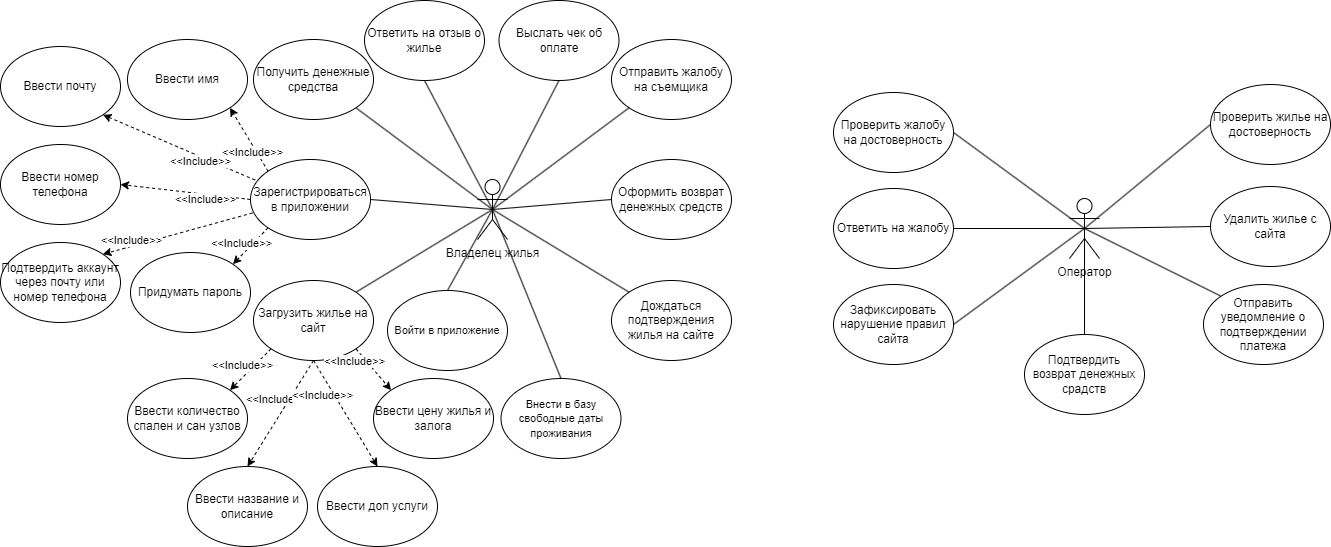 Ответить на отзыв о
жилье
Выслать чек об
оплате
Ввести почту
Ввести имя
Получить денежные
средства
Отправить жалобу
на съемщика
Проверить жалобу
на достоверность
Проверить жилье на
достоверность
<<Include>>
<<Include>>
Ввести номер
телефона
<<Include>>
Зарегистрироваться
в приложении
Оформить возврат
денежных средств
Ответить на жалобу
Удалить жилье с
сайта
<<Include>>
<<Include>>
Владелец жилья
Оператор
Подтвердить аккаунт
через почту или
номер телефона
Придумать пароль
Загрузить жилье на
сайт
Войти в приложение
Дождаться
подтверждения
жилья на сайте
Зафиксировать
нарушение правил
сайта
Отправить
уведомление о
подтверждении
платежа
<<Include>>
<<Include>>
<<Include
<<Include>>
Подтвердить
возврат денежных
срадств
Ввести количество
спален и сан узлов
Ввести цену жилья и
залога
Внести в базу
свободные даты
проживания
Ввести название и
описание
Ввести доп услуги